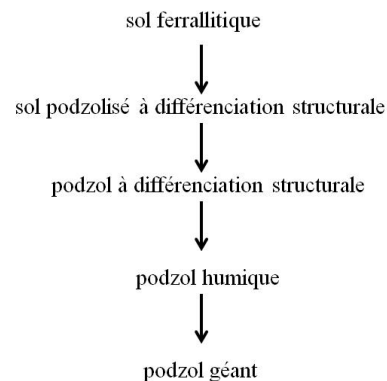 sol ferrallitique
sol podzolisé à différenciation structurale
podzol à différenciation structurale
podzol humique
podzol géant